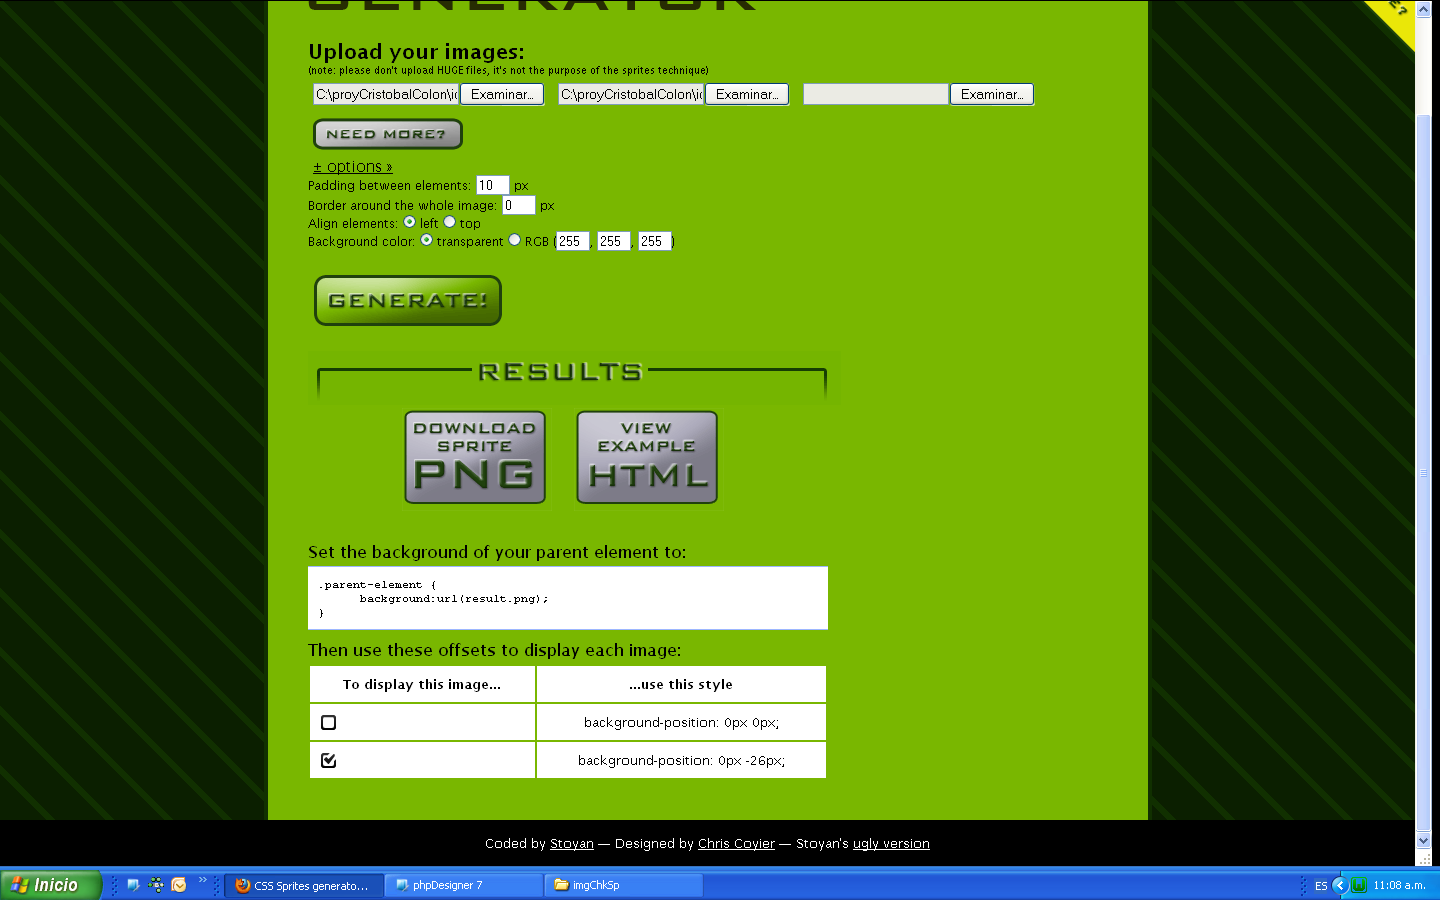 GENERATOR
Upload your images:
(note: please don't upload HUGE files, it's not the purpose of the sprites technique)
C:\proyCristobalColon\ic Examinar... C:\proyCristobalColon\ic Examinar... Examinar...
NEED MORE?
± options »
Padding between elements: 10 px
Border around the whole image: 0 px
Align elements: left top
Background color: transparent RGB (255, 255, 255)
GENERATE!
RESULTS
DOWNLOAD SPRITE PNG
VIEW EXAMPLE HTML
Set the background of your parent element to:
.parent-element {
background:url(result.png);
}
Then use these offsets to display each image:
To display this image... ...use this style
background-position: 0px 0px;
background-position: 0px -26px;
Coded by Stoyan — Designed by Chris Coyier — Stoyan's ugly version
Inicio CSS Sprites generato... phpDesigner 7 imgChkSp ES 11:08 a.m.